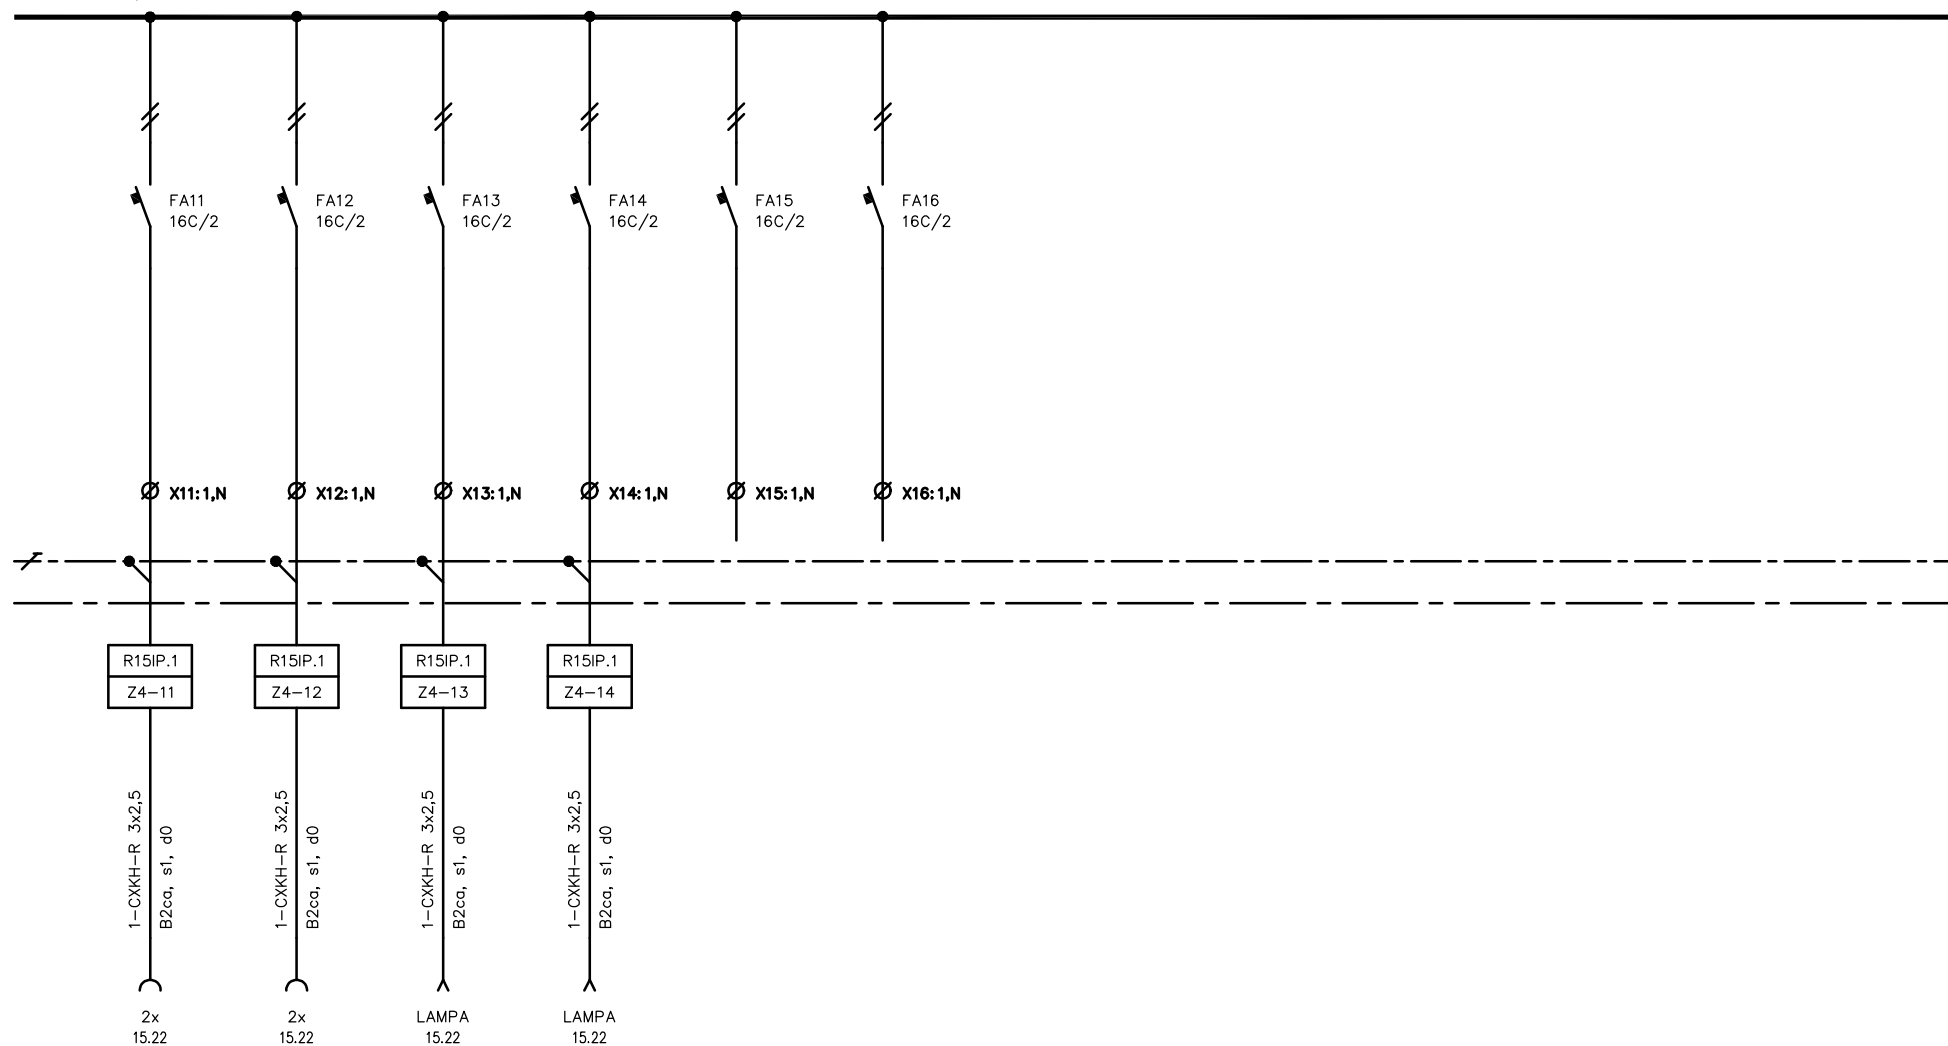 FA11
16C/2
FA12
16C/2
FA13
16C/2
FA14
16C/2
FA15
16C/2
FA16
16C/2
X11:1,N
X12:1,N
X13:1,N
X14:1,N
X15:1,N
X16:1,N
R15IP.1
Z4-11
R15IP.1
Z4-12
R15IP.1
Z4-13
R15IP.1
Z4-14
1-CXKH-R 3x2,5
B2ca, s1, d0
1-CXKH-R 3x2,5
B2ca, s1, d0
1-CXKH-R 3x2,5
B2ca, s1, d0
1-CXKH-R 3x2,5
B2ca, s1, d0
2x
15.22
2x
15.22
LAMPA
15.22
LAMPA
15.22